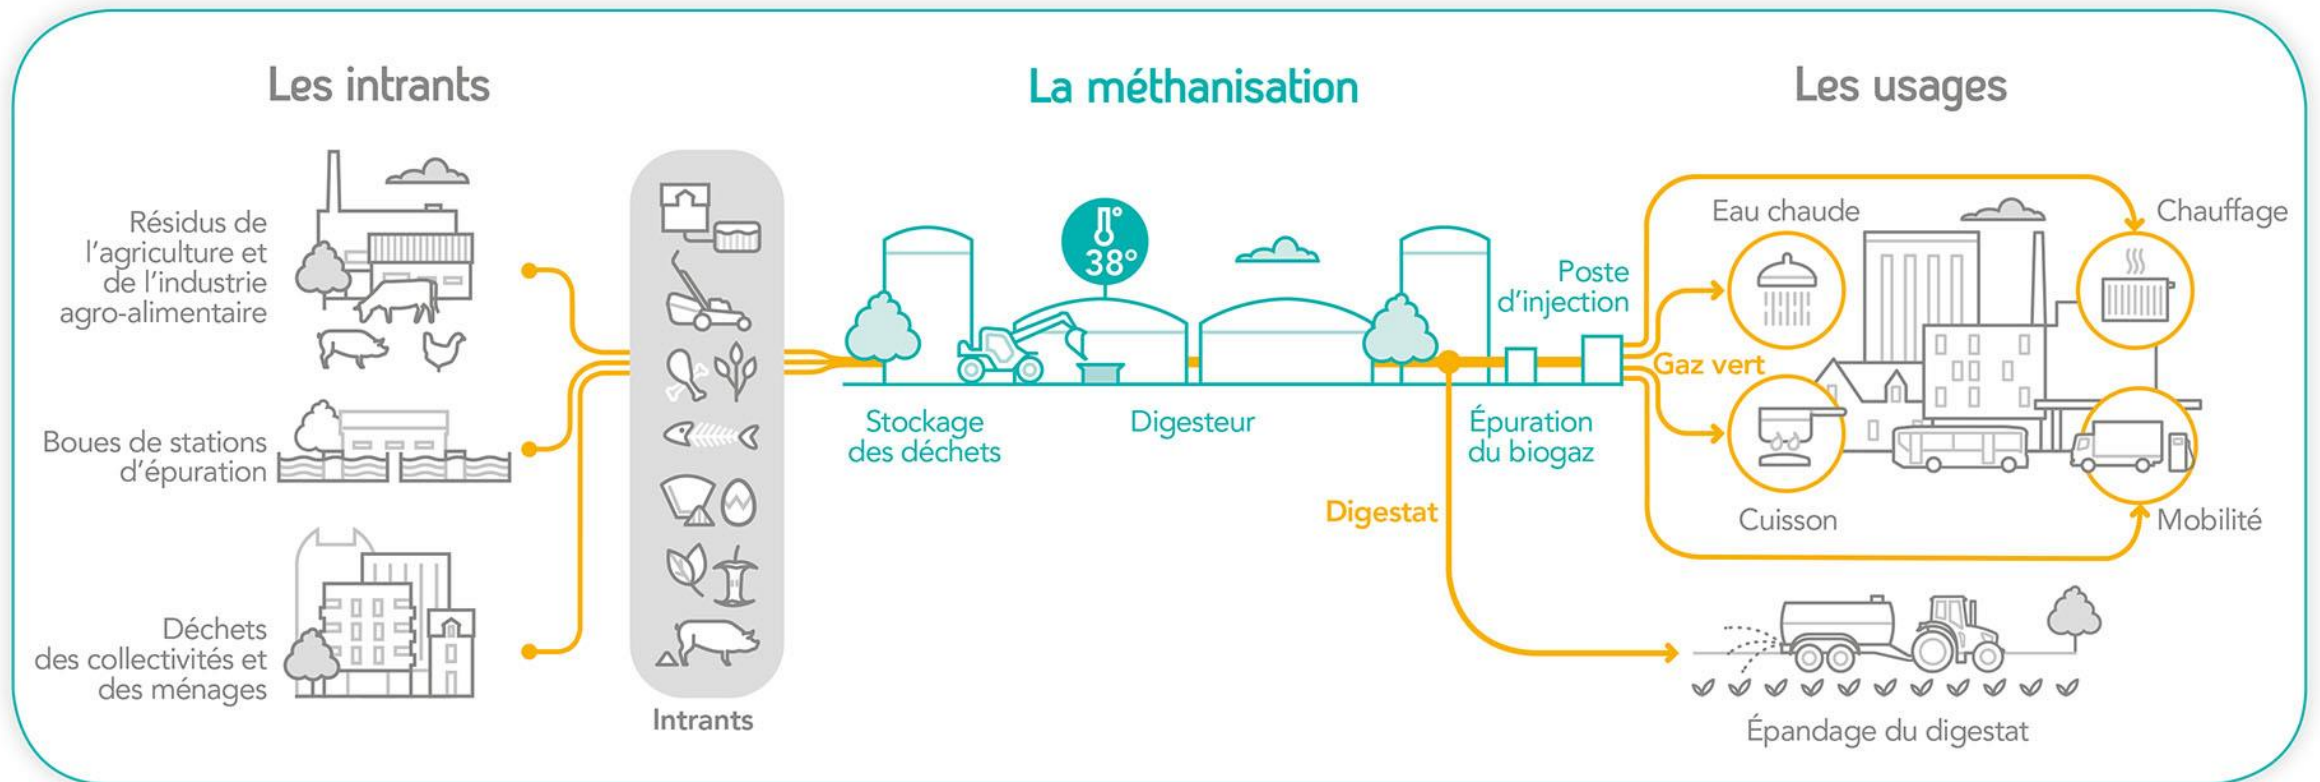 Les intrants
Résidus de
l'agriculture et
de l'industrie
agro-alimentaire
Boues de stations
d'épuration
Déchets
des collectivités et
des ménages
Intrants
La méthanisation
38°
Stockage
des déchets
Digesteur
Poste
d'injection
Épuration
du biogaz
Digestat
Les usages
Gaz vert
Eau chaude
Chauffage
Cuisson
Mobilité
Épandage du digestat